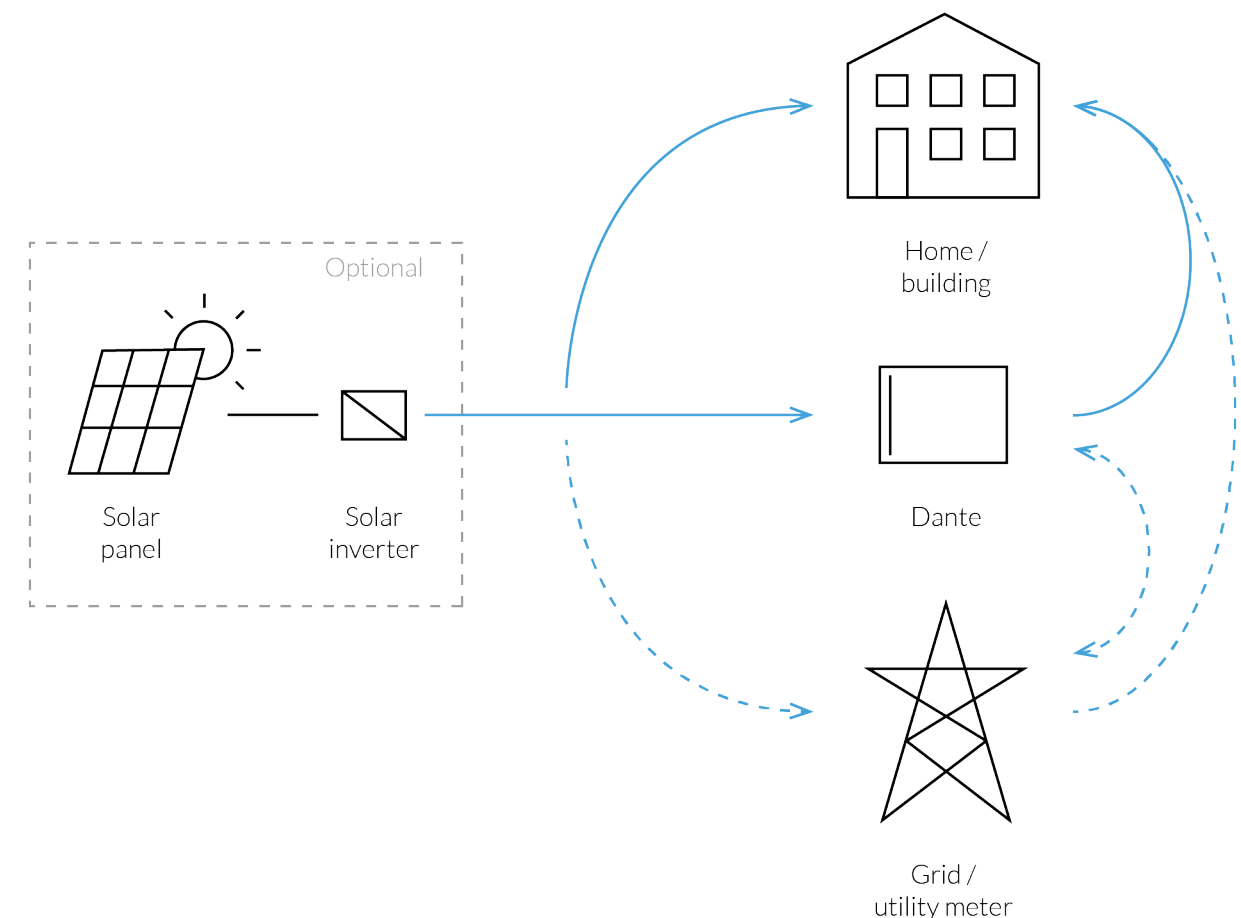 Optional
Solar
panel
Solar
inverter
Home /
building
Dante
Grid /
utility meter